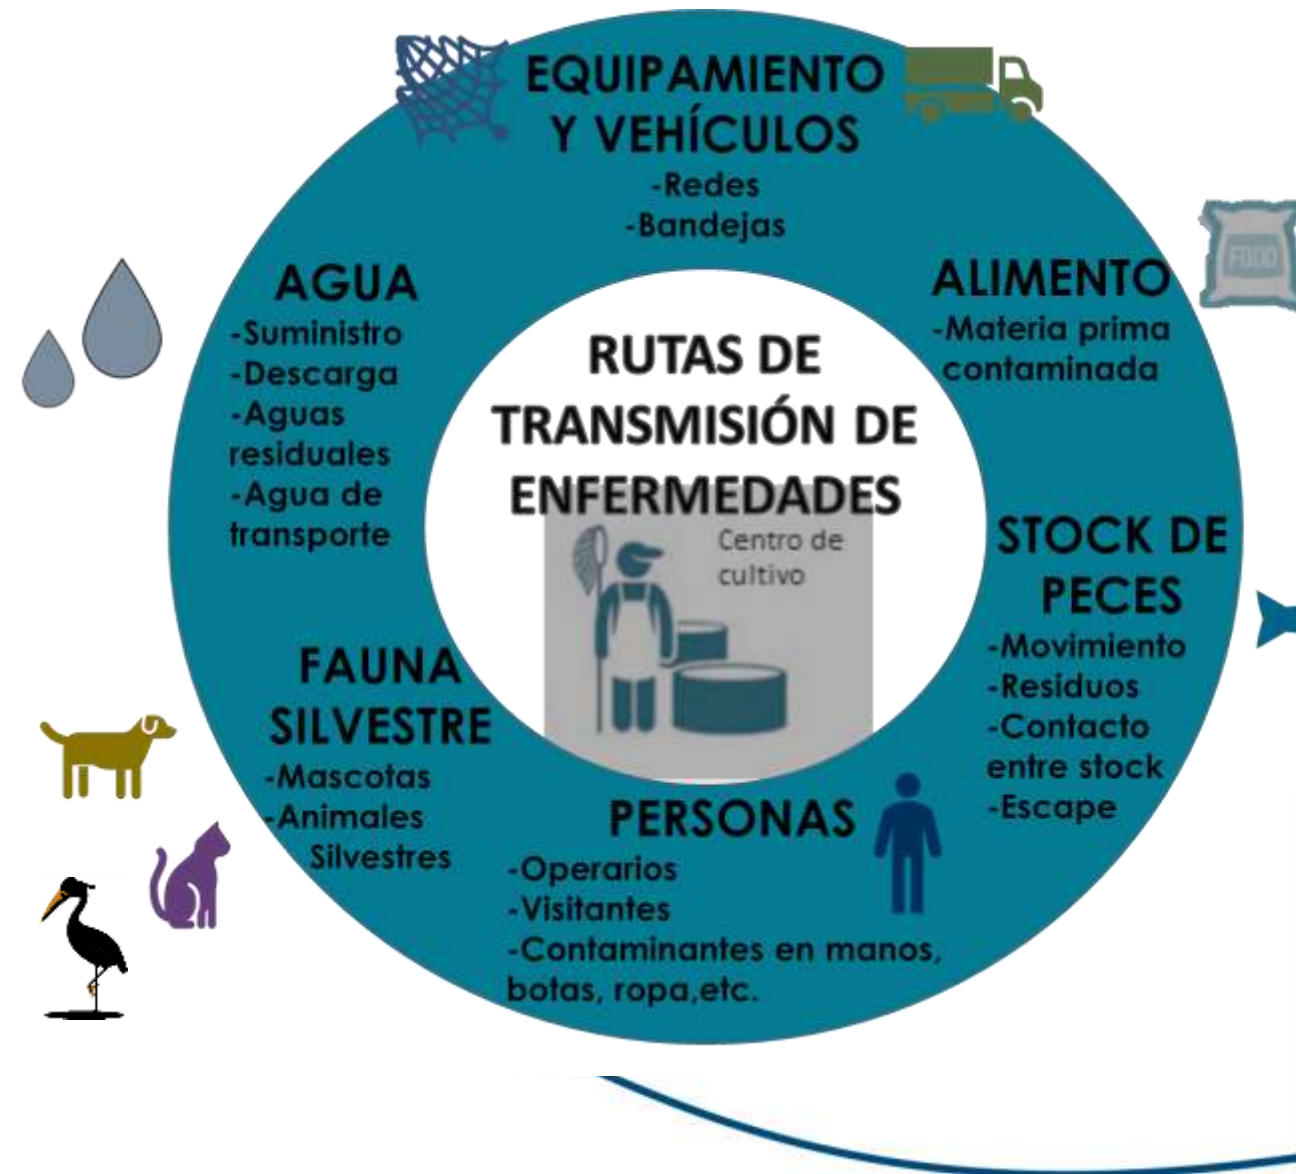 EQUIPAMIENTO
Y VEHÍCULOS
-Redes
-Bandejas
ALIMENTO
-Materia prima
contaminada
FOOD
STOCK DE
PECES
-Movimiento
-Residuos
-Contacto
entre stock
-Escape
PERSONAS
-Operarios
-Visitantes
-Contaminantes en manos,
botas, ropa,etc.
FAUNA
SILVESTRE
-Mascotas
-Animales
Silvestres
AGUA
-Suministro
-Descarga
-Aguas
residuales
-Agua de
transporte
RUTAS DE
TRANSMISIÓN DE
ENFERMEDADES
Centro de
cultivo